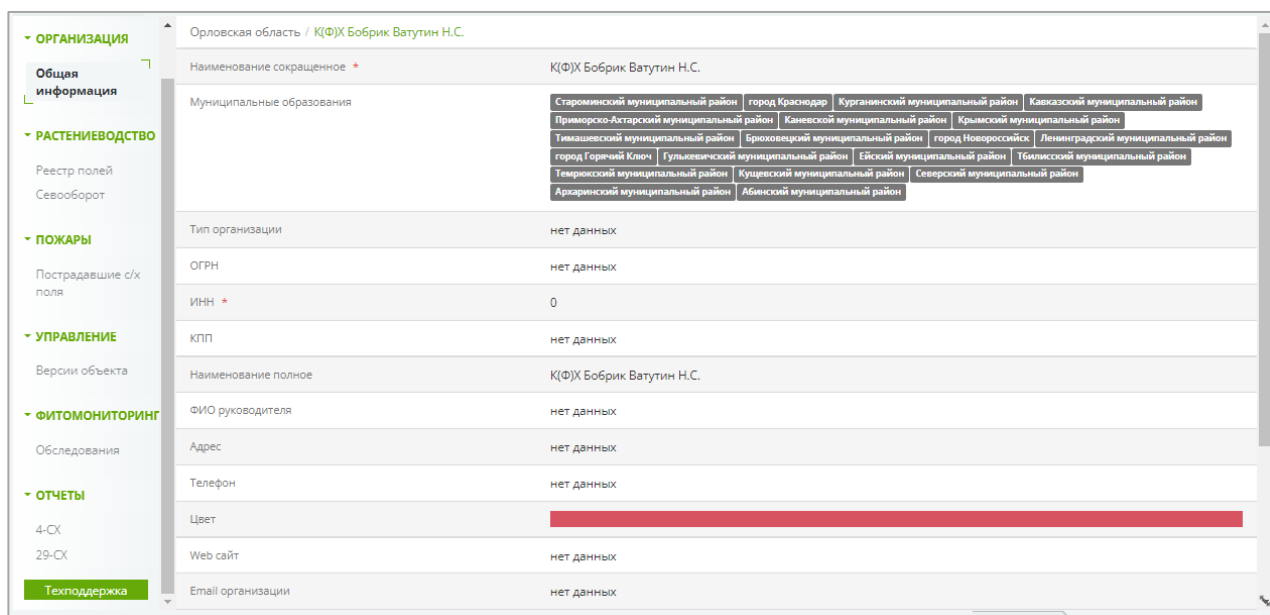 ОРГАНИЗАЦИЯ
Общая
информация
РАСТЕНИЕВОДСТВО
Реестр полей
Севооборот
ПОЖАРЫ
Пострадавшие с/х
поля
УПРАВЛЕНИЕ
Версии объекта
ФИТОМОНИТОРИНГ
Обследования
ОТЧЕТЫ
4-СХ
29-СХ
Техподдержка
Орловская область / К(Ф)Х Бобрик Ватутин Н.С.
Наименование сокращенное * К(Ф)Х Бобрик Ватутин Н.С.
Муниципальные образования Староминский муниципальный район город Краснодар Курганинский муниципальный район Кавказский муниципальный район
Приморско-Ахтарский муниципальный район Каневской муниципальный район Крымский муниципальный район
Тимашевский муниципальный район Брюховецкий муниципальный район город Новороссийск Ленинградский муниципальный район
город Горячий Ключ Гулькевичский муниципальный район Ейский муниципальный район Тбилисский муниципальный район
Темрюкский муниципальный район Кущевский муниципальный район Северский муниципальный район
Архаринский муниципальный район Абинский муниципальный район
Тип организации нет данных
ОГРН нет данных
ИНН * 0
КПП нет данных
Наименование полное К(Ф)Х Бобрик Ватутин Н.С.
ФИО руководителя нет данных
Адрес нет данных
Телефон нет данных
Цвет
Web сайт нет данных
Email организации нет данных